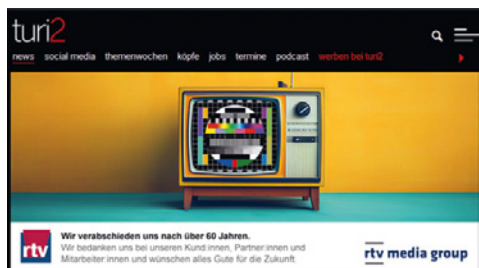 turi2
news social media themenwochen köpfe jobs termine podcast werben bei turi2
rtv
Wir verabschieden uns nach über 60 Jahren.
Wir bedanken uns bei unseren Kund:innen, Partner:innen und
Mitarbeiter:innen und wünschen alles Gute für die Zukunft.
rtv media group